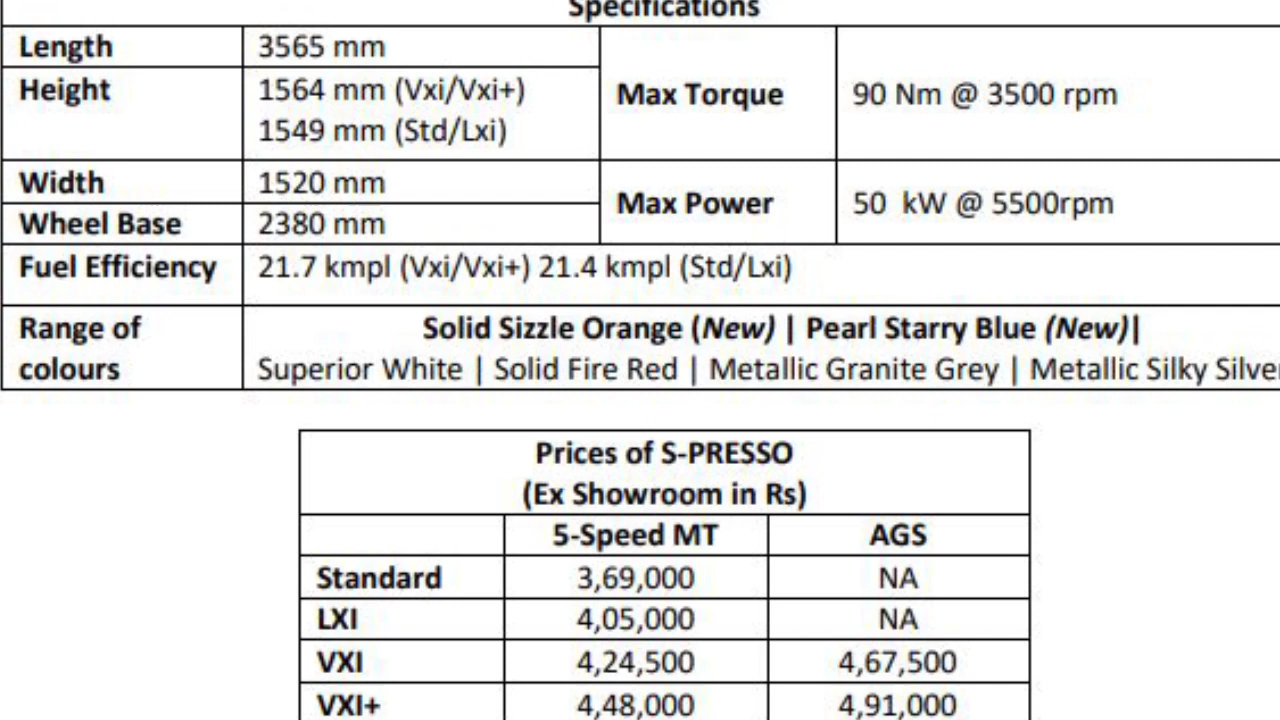 Specifications
Length 3565 mm
Height 1564 mm (Vxi/Vxi+)
1549 mm (Std/Lxi)
Max Torque 90 Nm @ 3500 rpm
Width 1520 mm
Wheel Base 2380 mm
Max Power 50 kW @ 5500rpm
Fuel Efficiency 21.7 kmpl (Vxi/Vxi+) 21.4 kmpl (Std/Lxi)
Range of colours
Solid Sizzle Orange (New) | Pearl Starry Blue (New)|
Superior White | Solid Fire Red | Metallic Granite Grey | Metallic Silky Silver
Prices of S-PRESSO
(Ex Showroom in Rs)
5-Speed MT AGS
Standard 3,69,000 NA
LXI 4,05,000 NA
VXI 4,24,500 4,67,500
VXI+ 4,48,000 4,91,000